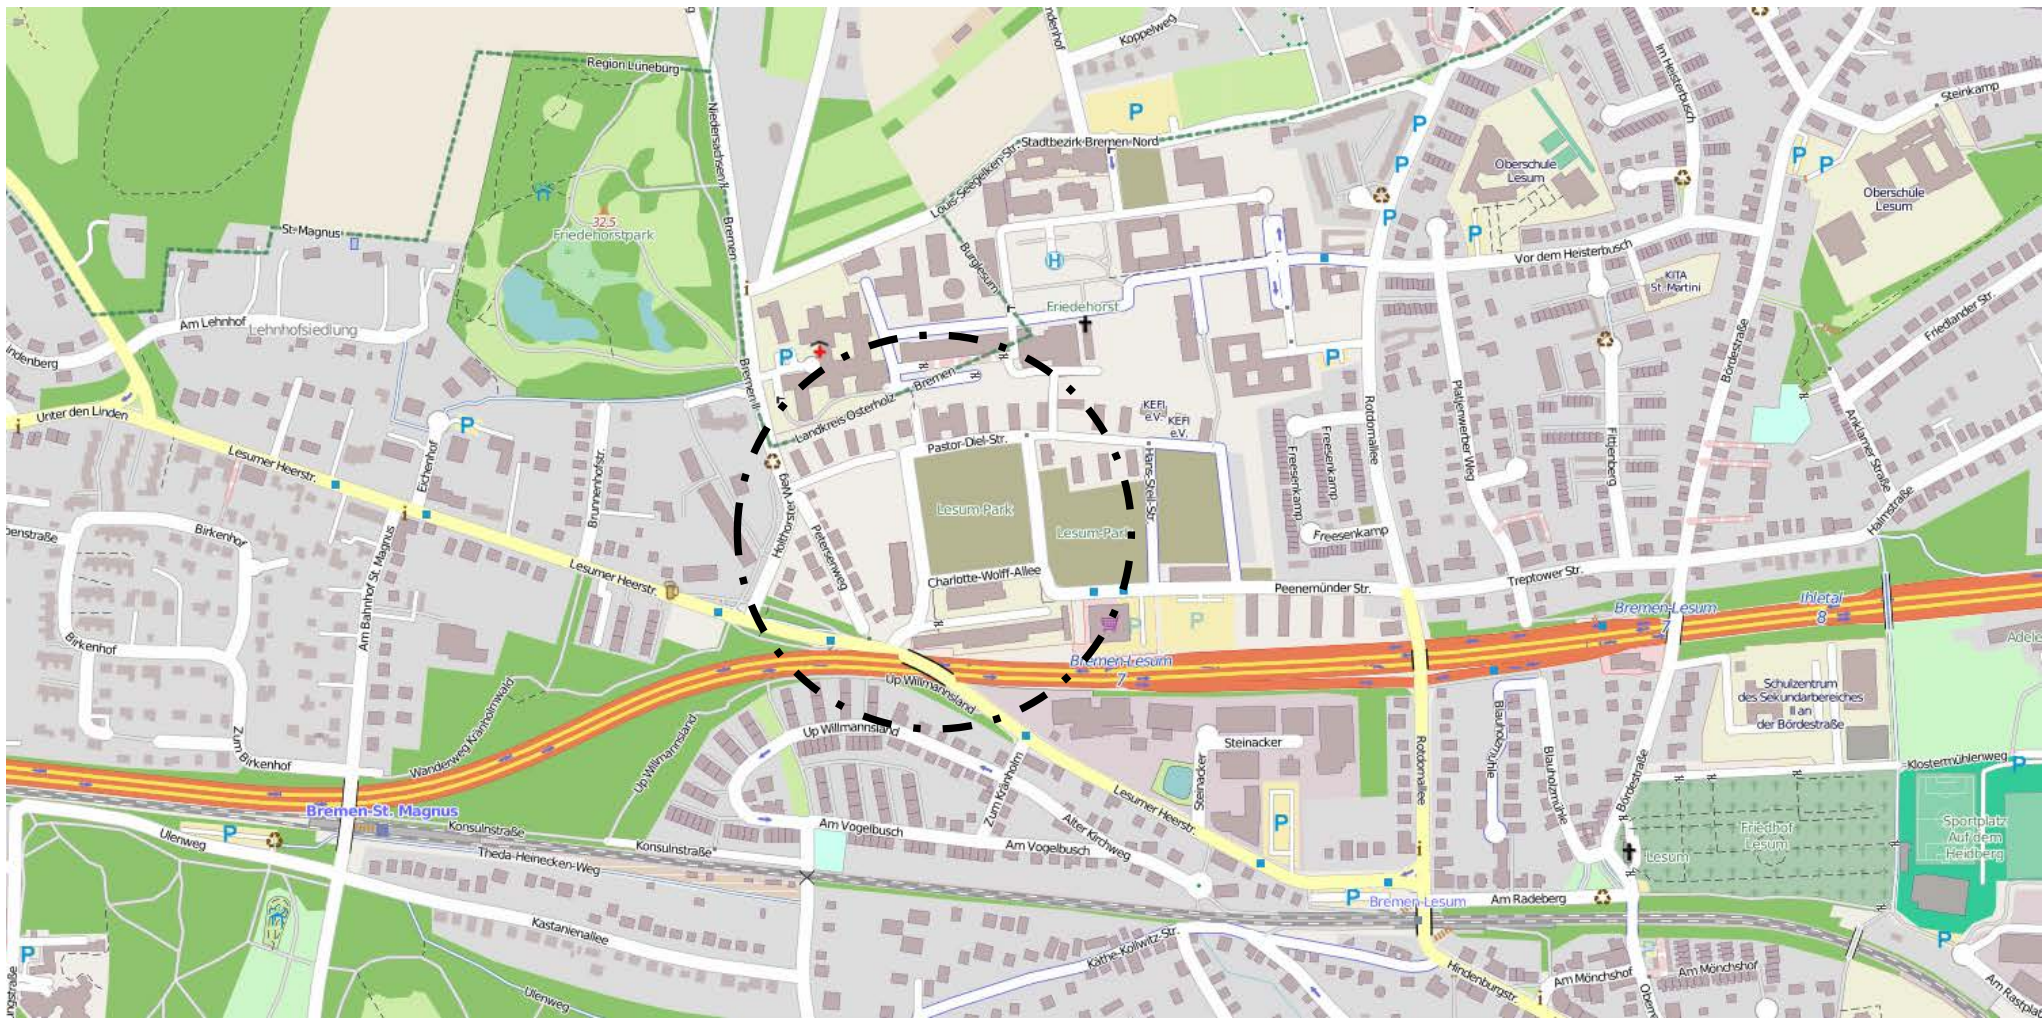 Koppelweg
Region Lüneburg
Niedersachsen
Bremen
Im Heisterbusch
Steinkamp
P
P
Stadtbezirk Bremen-Nord
Louis-Seegelken-Str.
P
P
P
Oberschule
Lesum
Oberschule
Lesum
32.5
Friedehorstpark
St. Magnus
P
P
Burglesum
H
Vor dem Heisterbusch
KITA
St. Martini
Friedehorst
Am Lehnhof
Lehnhofsiedlung
Friedlander Str.
Bördestraße
P
P
Bremen
Bremen
Landkreis Osterholz
Unter den Linden
P
KEFI
e.V.
KEFI
e.V.
Rotdornallee
Platjenwerber Weg
Fittenberg
Anklamer Straße
Pastor-Diel-Str.
Freesenkamp
Freesenkamp
Freesenkamp
Lesumer Heerstr.
Eichenhof
Brunnenhofstr.
Holthorster Weg
Petersenweg
Hans-Stell-Str.
Lesum-Park
Lesum-Park
Halmstraße
Birkenhof
Am Bahnhof St. Magnus
Lesumer Heerstr.
Charlotte-Wolff-Allee
Peenemünder Str.
Treptower Str.
Bremen-Lesum
7
Ihletal
8
P
P
Birkenhof
Bremen-Lesum
7
Up Willmannsland
Schulzentrum
des Sekundarbereiches
II an
der Bördestraße
Wanderweg Kränholmwald
Up Willmannsland
Up Willmannsland
Zum Birkenhof
Steinacker
Steinacker
Rotdornallee
Blauholzmühle
Blauholzmühle
Bördestraße
Klostermühlenweg
P
Zum Kränholm
Lesumer Heerstr.
Bremen-St. Magnus
P
Ulenweg
Konsulnstraße
Konsulnstraße
Am Vogelbusch
Am Vogelbusch
Alter Kirchweg
P
Friedhof
Lesum
Lesum
Sportplatz
Auf dem
Heidberg
Theda-Heinecken-Weg
P
Bremen-Lesum
Am Radeberg
Kastanienallee
Käthe-Kollwitz-Str.
P
P
Ulenweg
Hindenburgstr.
Am Mönchshof
Am Mönchshof